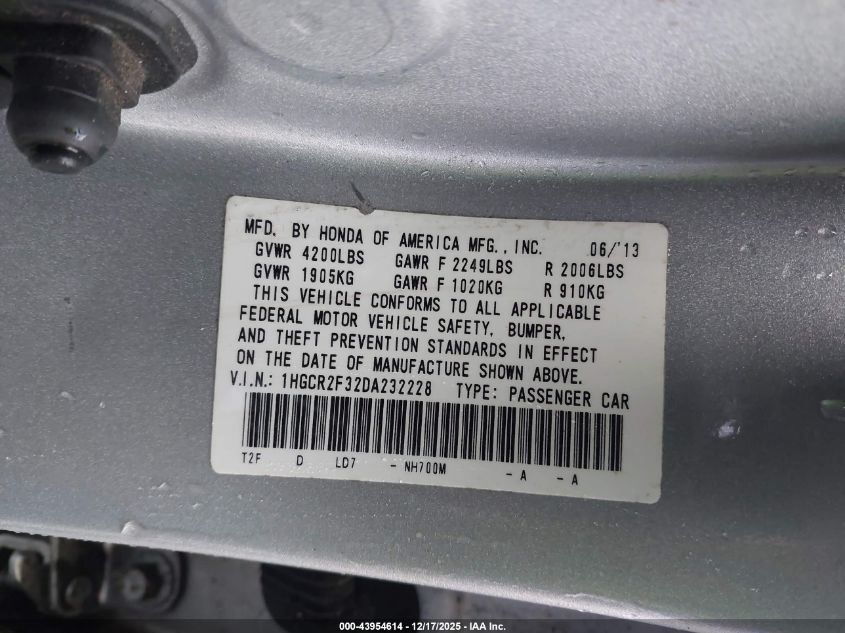 MFD. BY HONDA OF AMERICA MFG., INC. 06/'13
GVWR 4200LBS GAWR F 2249LBS R 2006LBS
GVWR 1905KG GAWR F 1020KG R 910KG
THIS VEHICLE CONFORMS TO ALL APPLICABLE
FEDERAL MOTOR VEHICLE SAFETY, BUMPER,
AND THEFT PREVENTION STANDARDS IN EFFECT
ON THE DATE OF MANUFACTURE SHOWN ABOVE.
V.I.N.: 1HGCR2F32DA232228 TYPE: PASSENGER CAR
T2F D LD7 - NH700M - A - A
000-43954614 - 12/17/2025 - IAA Inc.